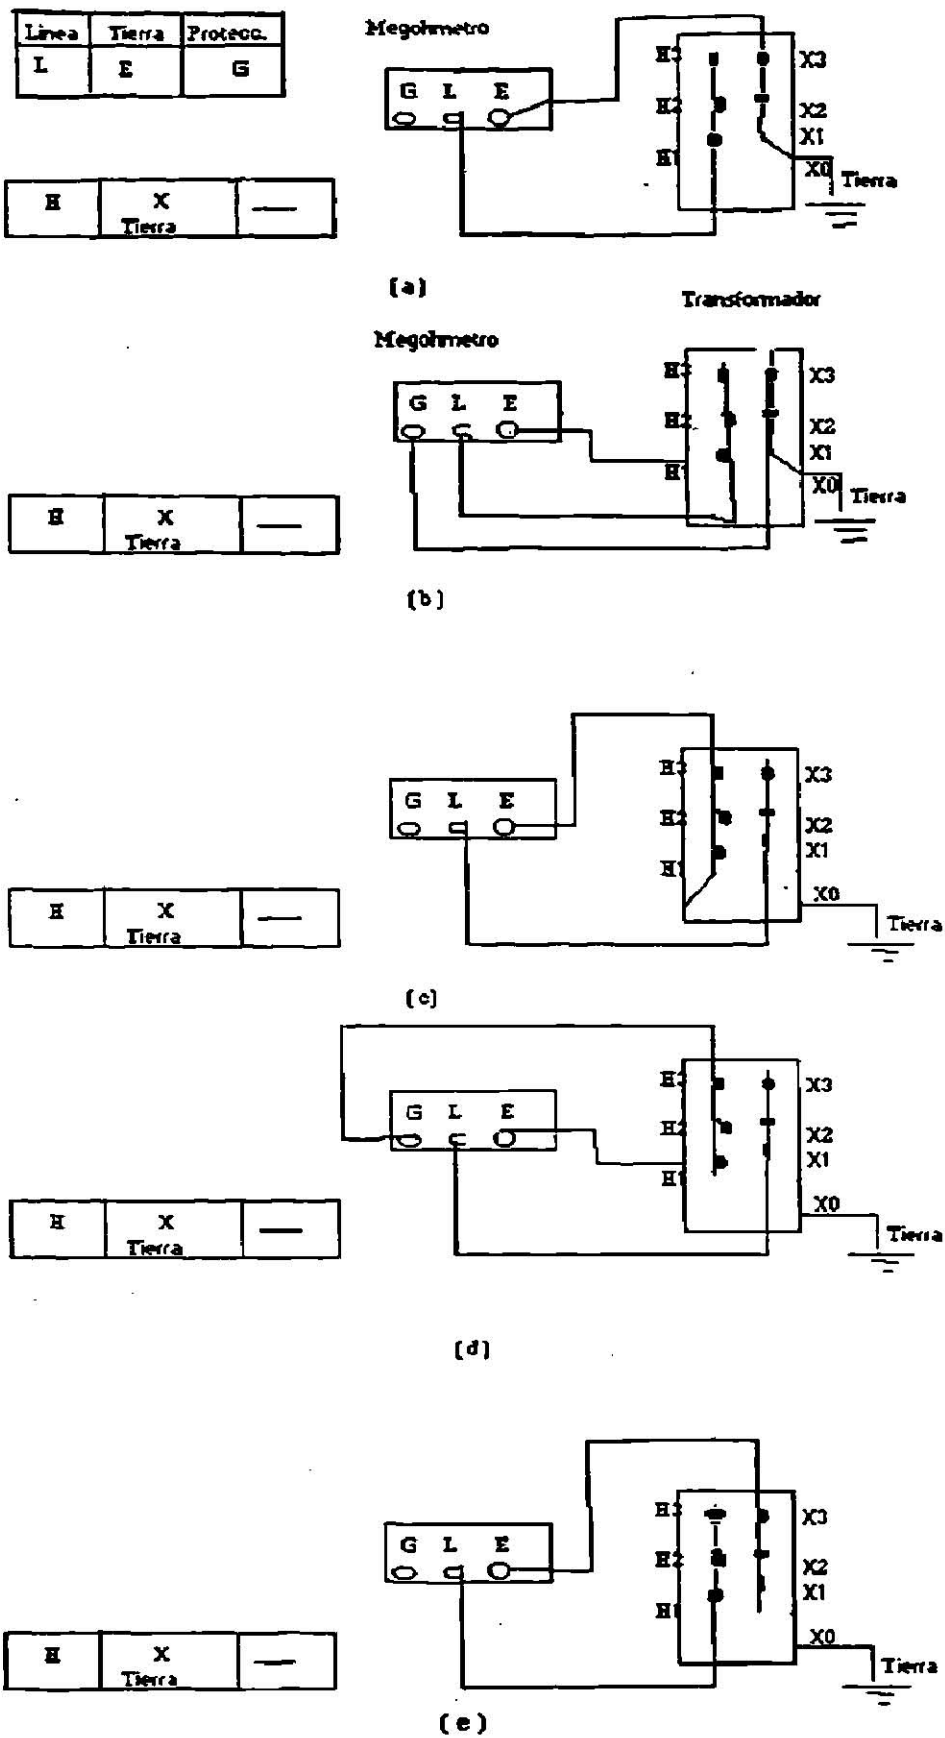 Linea Tierra Protecc.
L E G
Megohmetro
G L E
H3
H2
H1
X3
X2
X1
X0
Tierra
H X —
Tierra
(a)
Transformador
Megohmetro
G L E
H3
H2
H1
X3
X2
X1
X0
Tierra
H X —
Tierra
(b)
G L E
H3
H2
H1
X3
X2
X1
X0
Tierra
H X —
Tierra
(c)
G L E
H3
H2
H1
X3
X2
X1
X0
Tierra
H X —
Tierra
(d)
G L E
H3
H2
H1
X3
X2
X1
X0
Tierra
H X —
Tierra
(e)